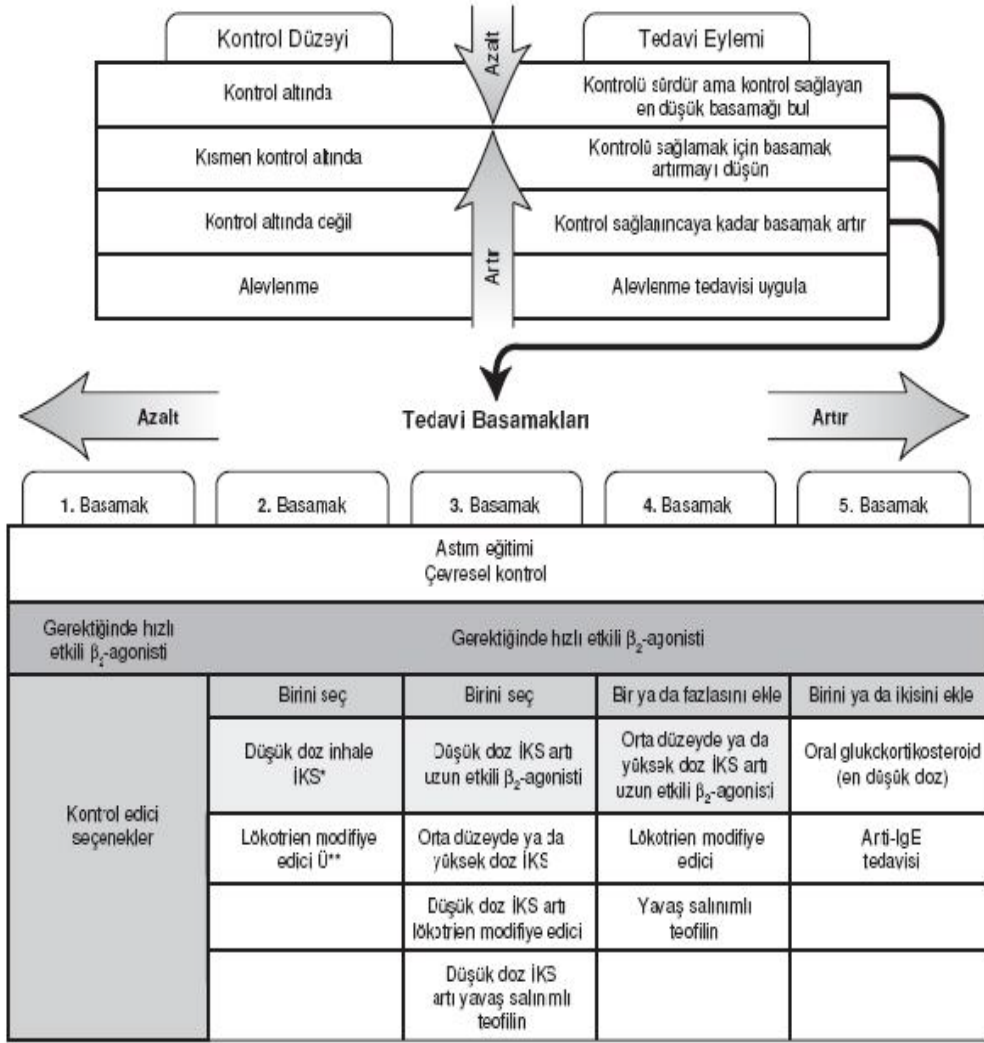 Kontrol Düzeyi
Azalt
Tedavi Eylemi
Kontrol altında
Kontrolü sürdür ama kontrol sağlayan
en düşük basamağı bul
Kısmen kontrol altında
Kontrolü sağlamak için basamak
artırmayı düşün
Kontrol altında ceğil
Artır
Kontrol sağlanıncaya kadar basamak artır
Alevlenme
Alevlenme tedavisi uygula
Azalt
Tedavi Basamakları
Artır
1. Basamak
2. Basamak
3. Basamak
4. Basamak
5. Basamak
Astım eğitimi
Çevresel kontrol
Gerektiğinde hızlı
etkili β₂-agonisti
Gerektiğinde hızlı etkili β₂-agonisti
Kontrol edici
seçenekler
Birini seç
Birini seç
Bir ya da fazlasını ekle
Birini ya da ikisini ekle
Düşük doz inhale
İKS*
Düşük doz İKS artı
uzun etkili β₂-agonisti
Orta düzeyde ya da
yüksek doz İKS artı
uzun etkili β₂-agonisti
Oral glukckortikosteroid
(en düşük doz)
Lökotrien modifiye
edici Ü**
Orta düzeyde ya da
yüksek doz İKS
Lökotrien modifiye
edici
Arti-IgE
tedavisi
Düşük doz İKS artı
lökotrien modifiye edici
Yavaş salınımlı
teofilin
Düşük doz İKS
artı yavaş salınımlı
teofilin